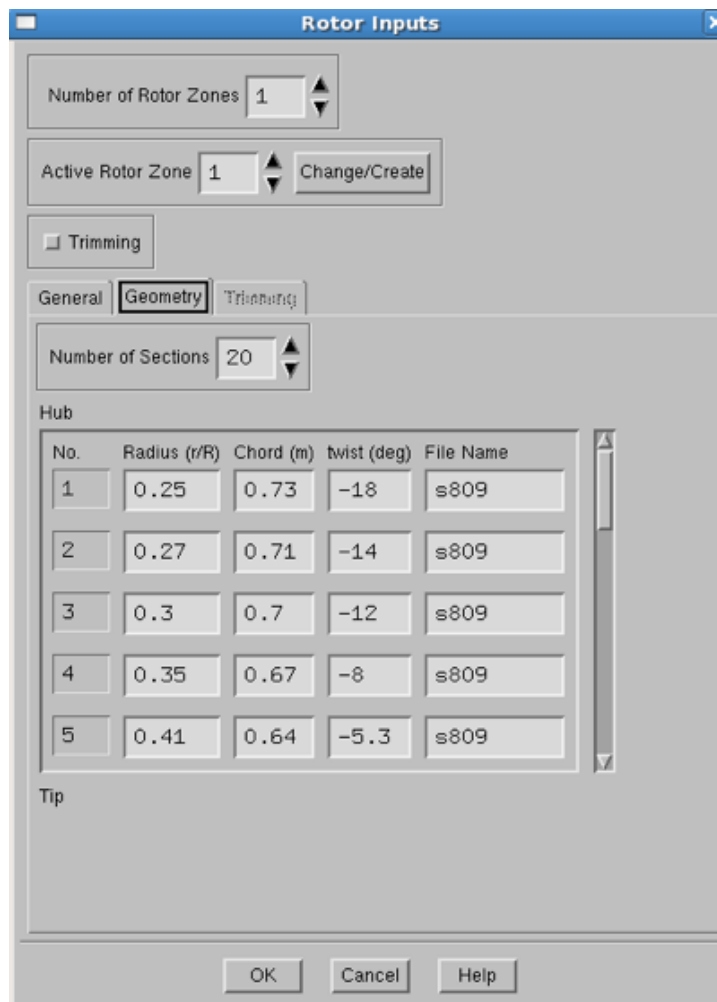 Rotor Inputs
Number of Rotor Zones 1
Active Rotor Zone 1 Change/Create
Trimming
General Geometry Trimming
Number of Sections 20
Hub
No. Radius (r/R) Chord (m) twist (deg) File Name
1 0.25 0.73 -18 s809
2 0.27 0.71 -14 s809
3 0.3 0.7 -12 s809
4 0.35 0.67 -8 s809
5 0.41 0.64 -5.3 s809
Tip
OK Cancel Help